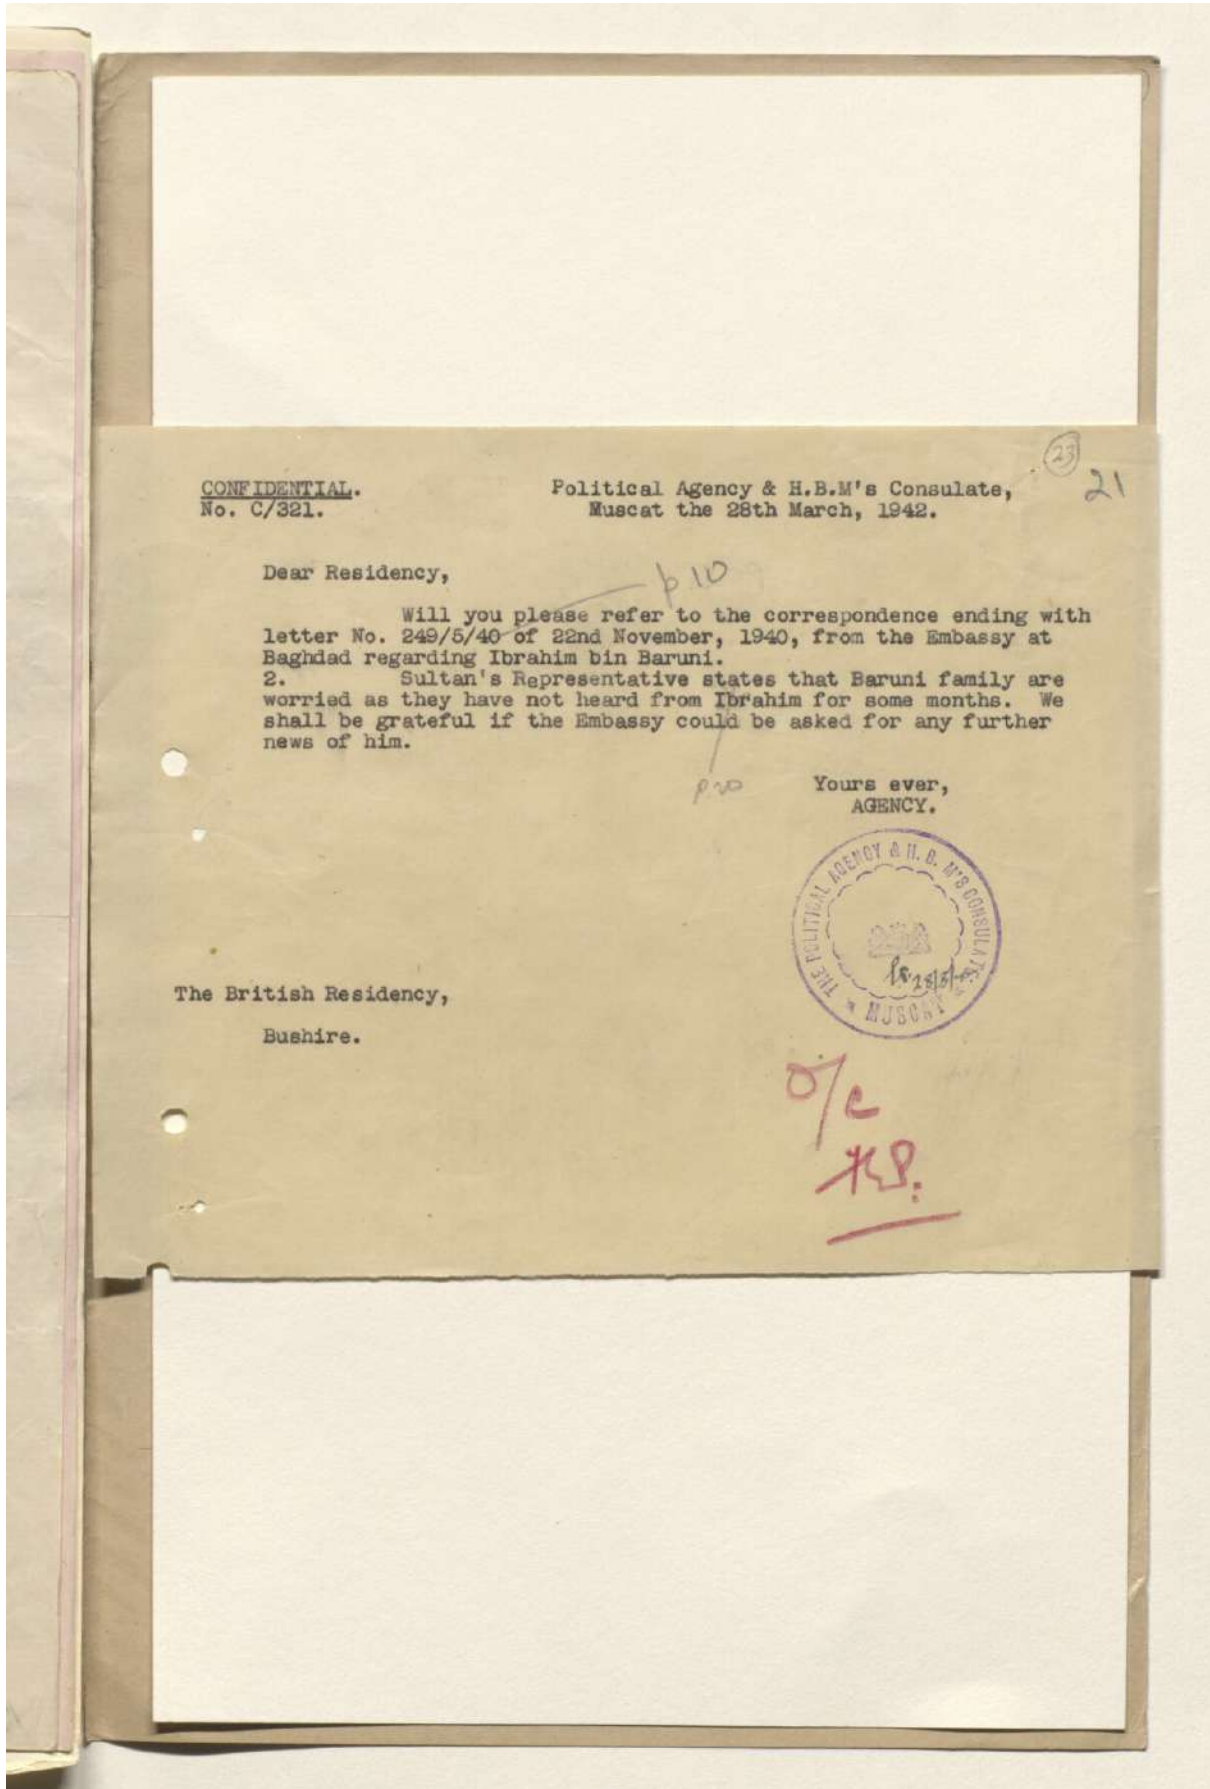 23
21
CONFIDENTIAL.
No. C/321.
Political Agency & H.B.M's Consulate,
Muscat the 28th March, 1942.
Dear Residency,
p.10
Will you please refer to the correspondence ending with
letter No. 249/5/40 of 22nd November, 1940, from the Embassy at
Baghdad regarding Ibrahim bin Baruni.
2. Sultan's Representative states that Baruni family are
worried as they have not heard from Ibrahim for some months. We
shall be grateful if the Embassy could be asked for any further
news of him.
p.20
Yours ever,
AGENCY.
THE POLITICAL AGENCY & H. B. M'S CONSULATE
MUSCAT
The British Residency,
Bushire.
O/C